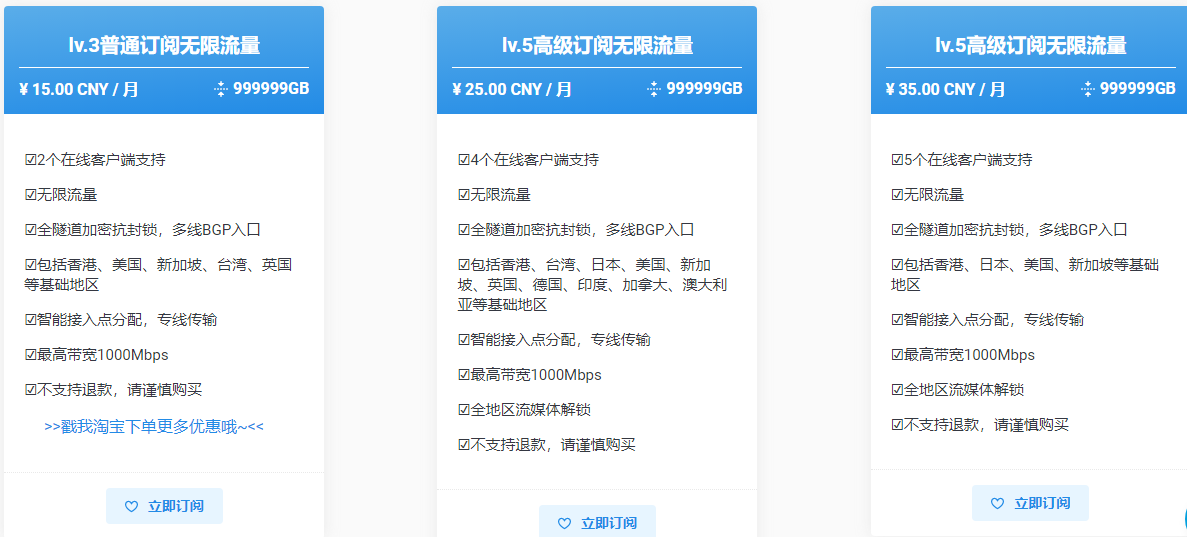 lv.3普通订阅无限流量
¥ 15.00 CNY / 月 999999GB
☑2个在线客户端支持
☑无限流量
☑全隧道加密抗封锁，多线BGP入口
☑包括香港、美国、新加坡、台湾、英国
等基础地区
☑智能接入点分配，专线传输
☑最高带宽1000Mbps
☑不支持退款，请谨慎购买
>>戳我淘宝下单更多优惠哦~<<
立即订阅
lv.5高级订阅无限流量
¥ 25.00 CNY / 月 999999GB
☑4个在线客户端支持
☑无限流量
☑全隧道加密抗封锁，多线BGP入口
☑包括香港、台湾、日本、美国、新加
坡、英国、德国、印度、加拿大、澳大利
亚等基础地区
☑智能接入点分配，专线传输
☑最高带宽1000Mbps
☑全地区流媒体解锁
☑不支持退款，请谨慎购买
立即订阅
lv.5高级订阅无限流量
¥ 35.00 CNY / 月 999999GB
☑5个在线客户端支持
☑无限流量
☑全隧道加密抗封锁，多线BGP入口
☑包括香港、日本、美国、新加坡等基础
地区
☑智能接入点分配，专线传输
☑最高带宽1000Mbps
☑全地区流媒体解锁
☑不支持退款，请谨慎购买
立即订阅